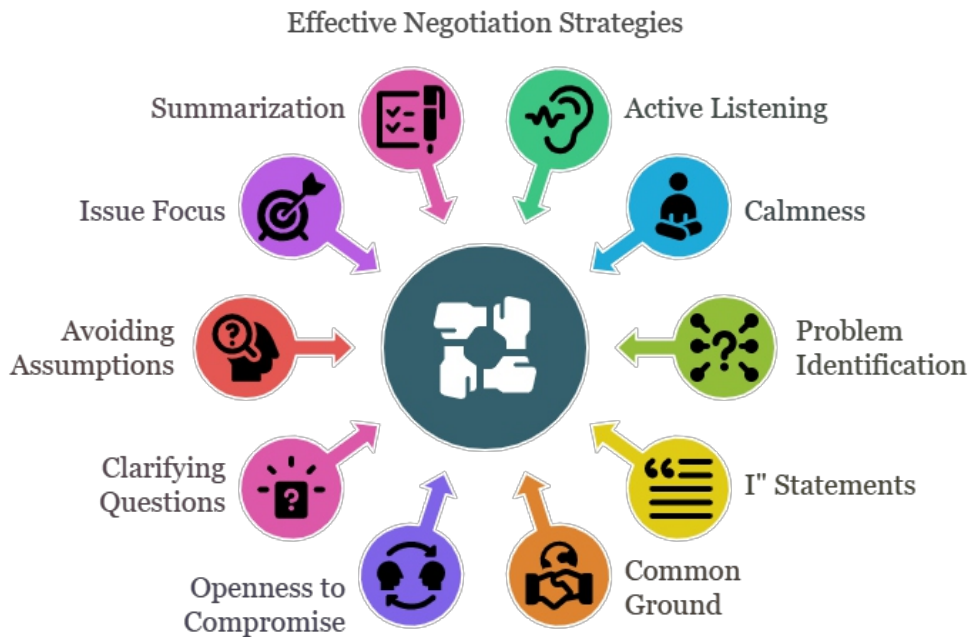 Effective Negotiation Strategies
Summarization
Active Listening
Issue Focus
Calmness
Avoiding
Assumptions
Problem
Identification
Clarifying
Questions
I" Statements
Openness to
Compromise
Common
Ground